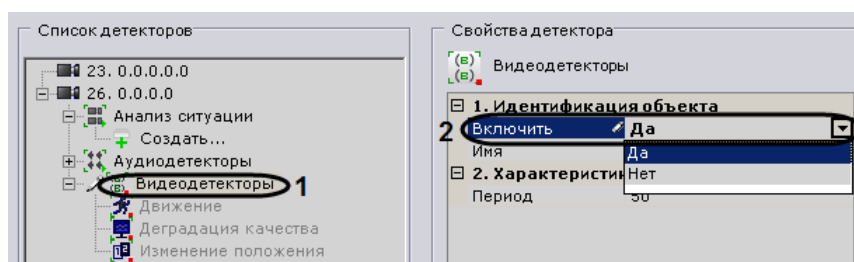 Список детекторов
23. 0.0.0.0.0
26. 0.0.0.0
Анализ ситуации
Создать...
Аудиодетекторы
Видеодетекторы 1
Движение
Деградация качества
Изменение положения
Свойства детектора
Видеодетекторы
1. Идентификация объекта
2 Включить Да
Имя Да
2. Характеристик Нет
Период 50